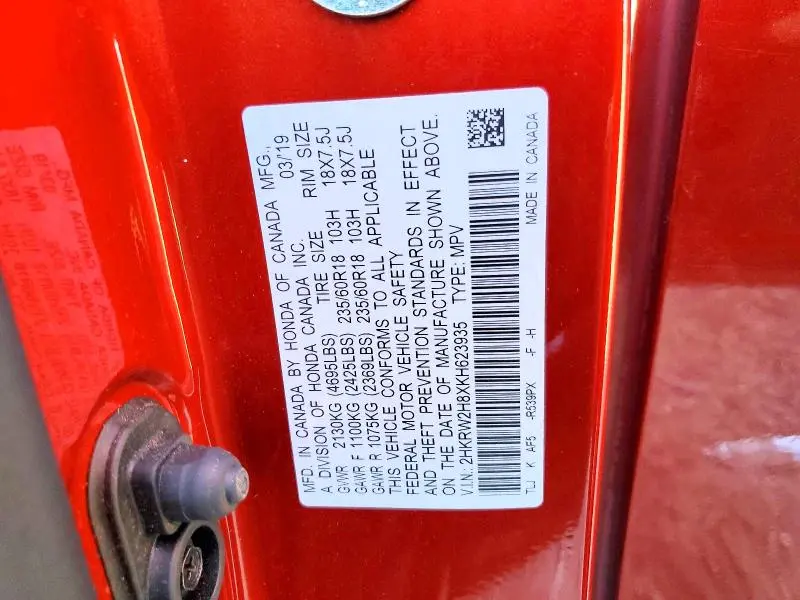 MFD. IN CANADA BY HONDA OF CANADA MFG.,
A DIVISION OF HONDA CANADA INC. 03/'19
GVWR 2130KG (4695LBS) TIRE SIZE RIM SIZE
GAWR F 1100KG (2425LBS) 235/60R18 103H 18X7.5J
GAWR R 1075KG (2369LBS) 235/60R18 103H 18X7.5J
THIS VEHICLE CONFORMS TO ALL APPLICABLE
FEDERAL MOTOR VEHICLE SAFETY
AND THEFT PREVENTION STANDARDS IN EFFECT
ON THE DATE OF MANUFACTURE SHOWN ABOVE.
V.I.N.: 2HKRW2H8XKH623935 TYPE: MPV
TLJ K AF5 -R539PX -F -H MADE IN CANADA